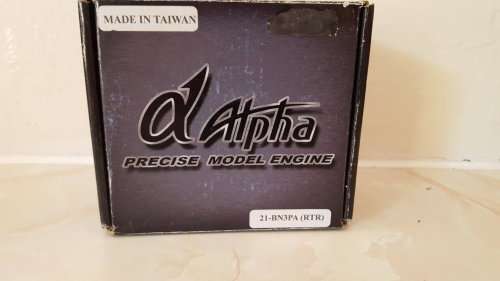 MADE IN TAIWAN
α Alpha
PRECISE MODEL ENGINE
21-BN3PA (RTR)